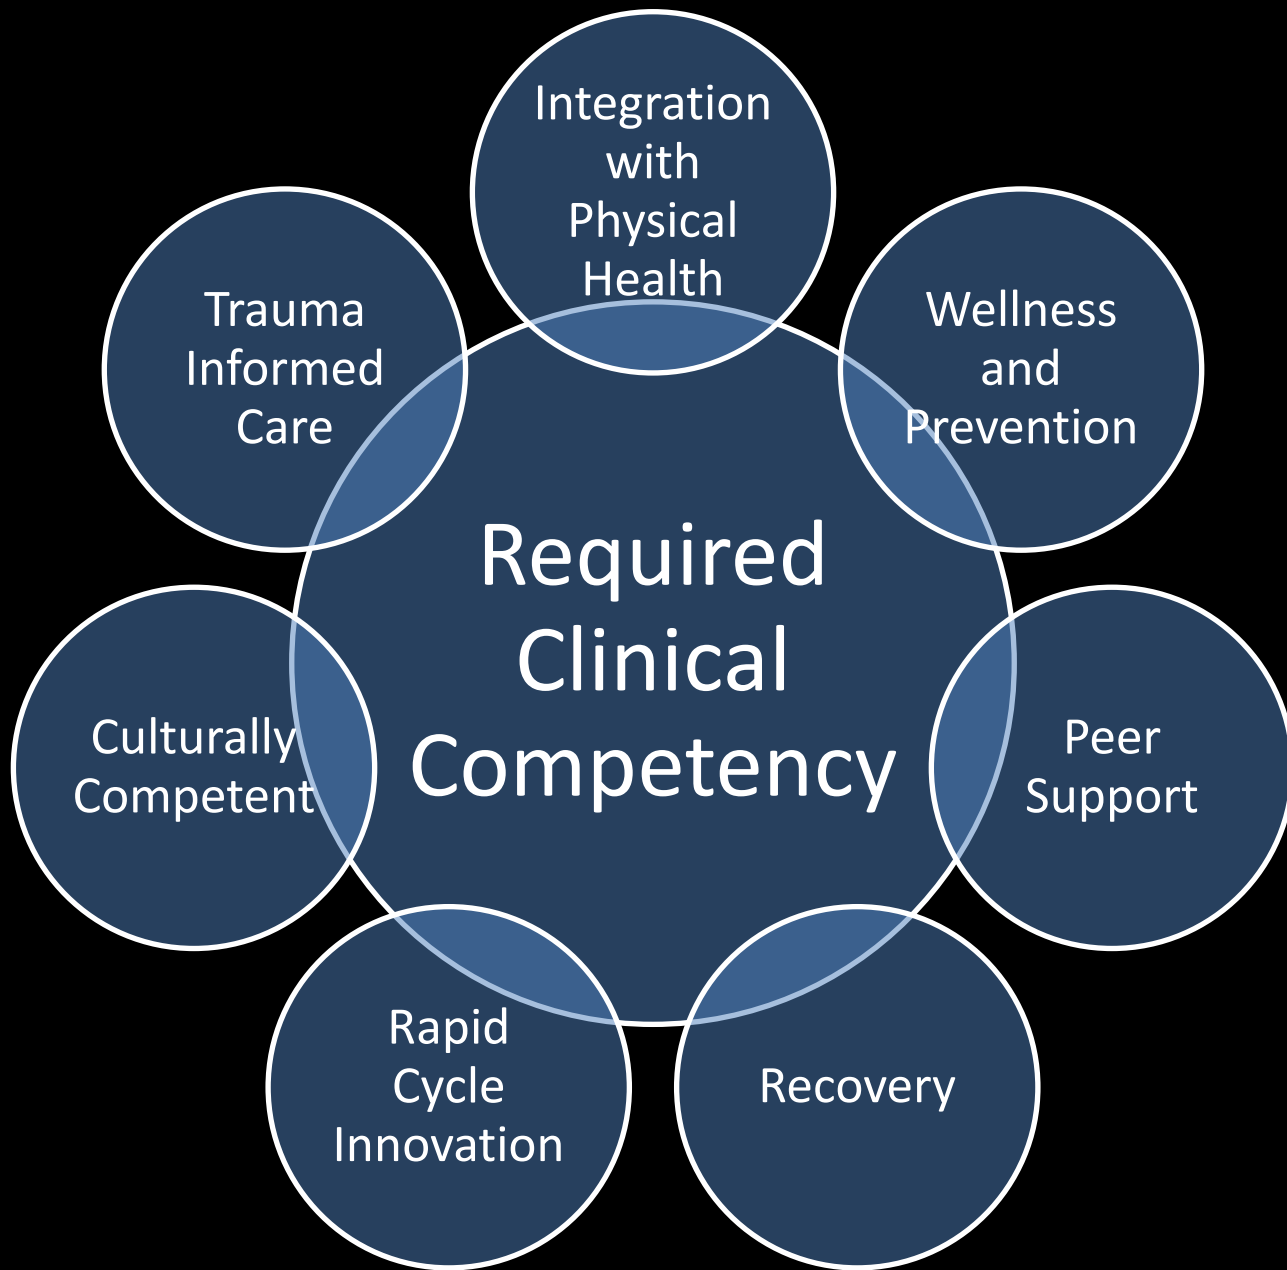 Integration
with
Physical
Health
Wellness
and
Prevention
Peer
Support
Recovery
Rapid
Cycle
Innovation
Culturally
Competent
Trauma
Informed
Care
Required
Clinical
Competency